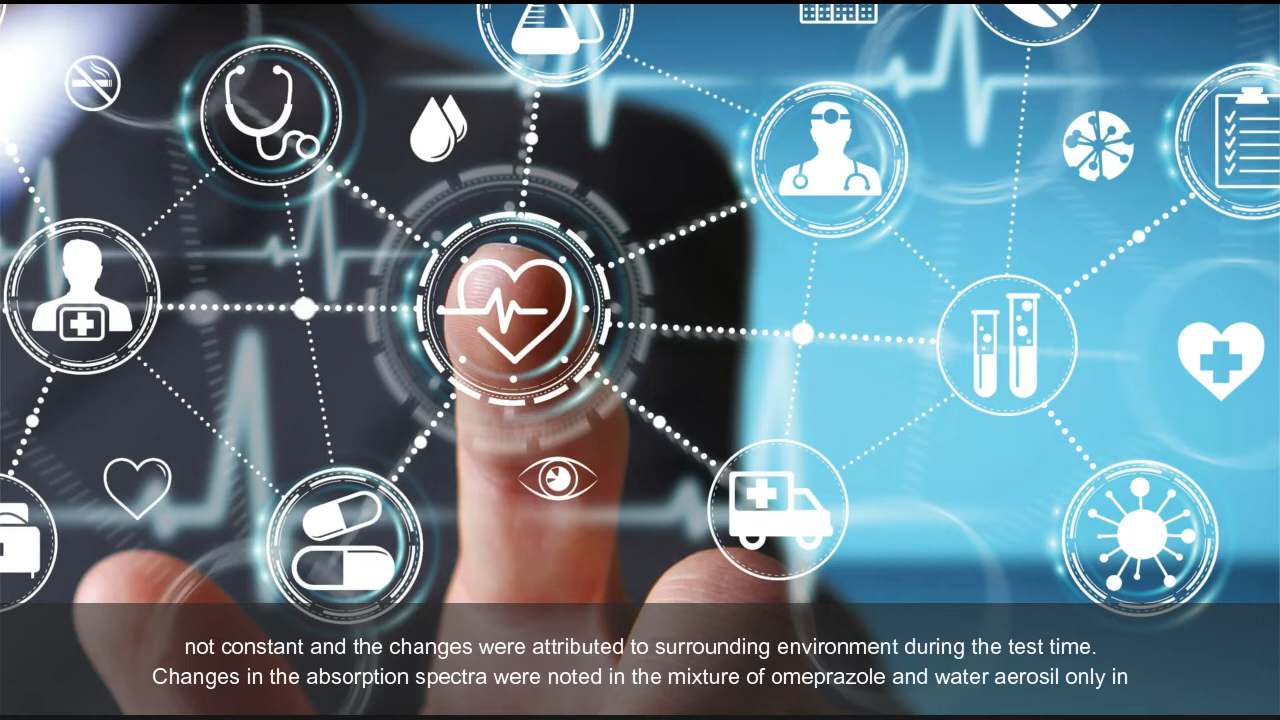 not constant and the changes were attributed to surrounding environment during the test time.
Changes in the absorption spectra were noted in the mixture of omeprazole and water aerosil only in